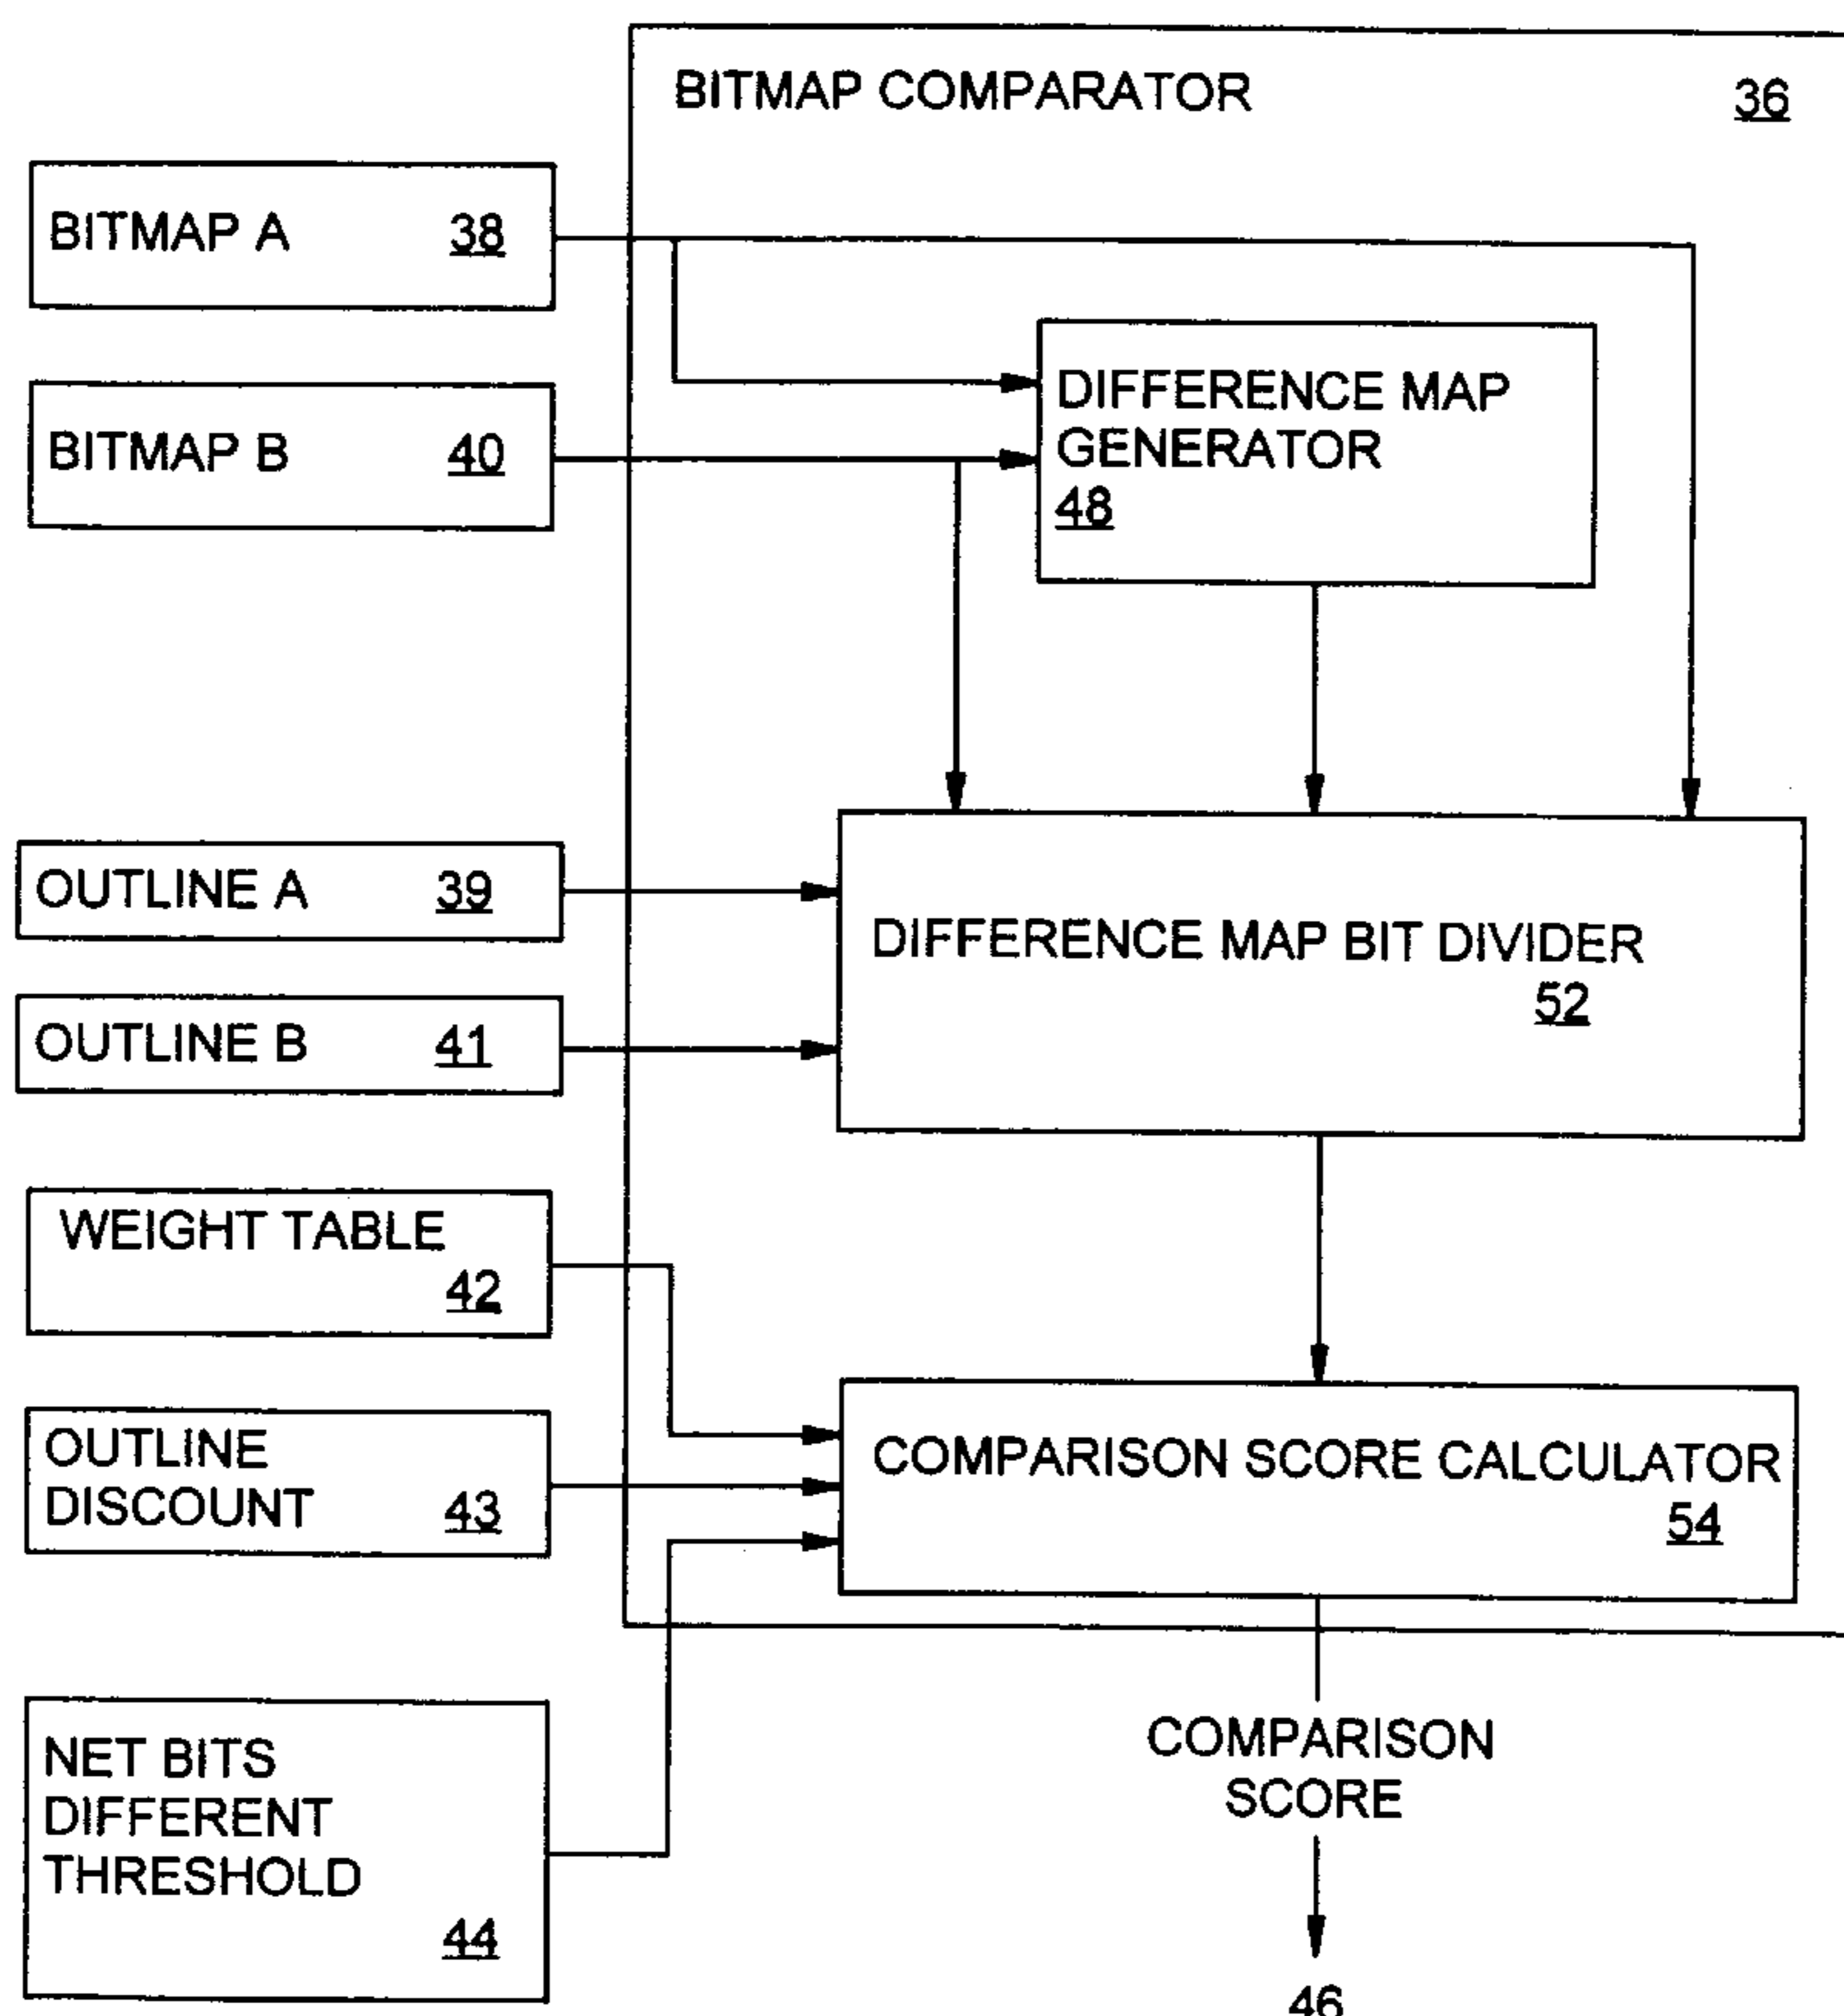 BITMAP COMPARATOR 36
BITMAP A 38
BITMAP B 40
DIFFERENCE MAP
GENERATOR
48
OUTLINE A 39
OUTLINE B 41
DIFFERENCE MAP BIT DIVIDER
52
WEIGHT TABLE
42
OUTLINE
DISCOUNT 43
COMPARISON SCORE CALCULATOR
54
NET BITS
DIFFERENT
THRESHOLD
44
COMPARISON
SCORE
46